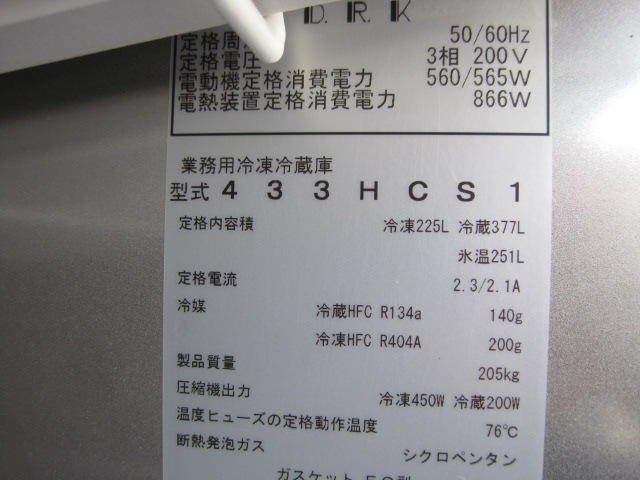 D. R. K
定格周 50/60Hz
定格電圧 3相 200V
電動機定格消費電力 560/565W
電熱装置定格消費電力 866W
業務用冷凍冷蔵庫
型式 433HCS1
定格内容積 冷凍225L 冷蔵377L
氷温251L
定格電流 2.3/2.1A
冷媒 冷蔵HFC R134a 140g
冷凍HFC R404A 200g
製品質量 205kg
圧縮機出力 冷凍450W 冷蔵200W
温度ヒューズの定格動作温度 76℃
断熱発泡ガス シクロペンタン
ガスケット